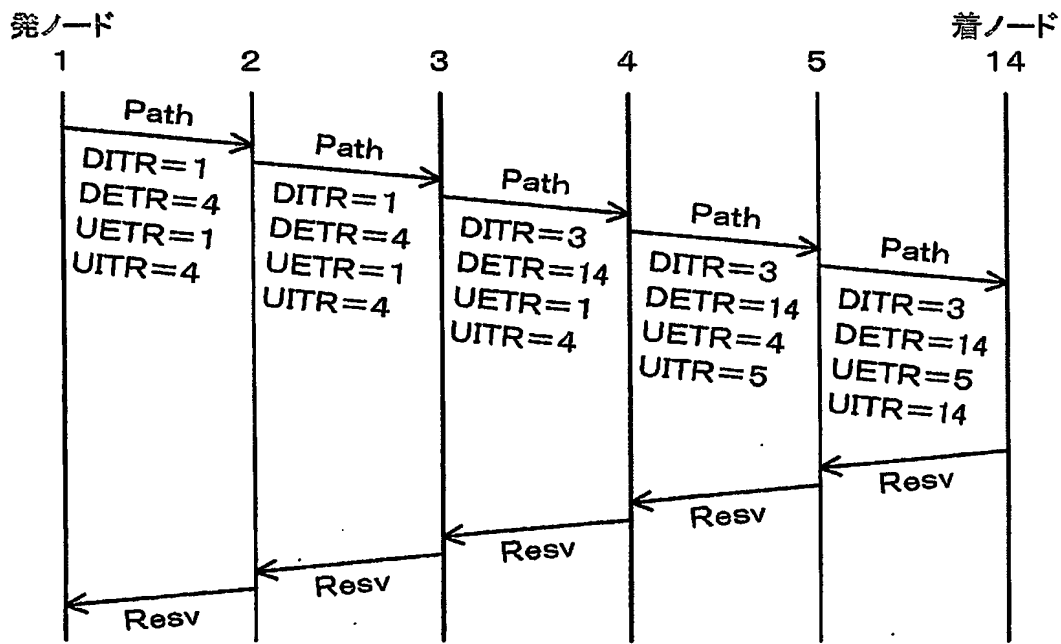 発ノード
着ノード
1 2 3 4 5 14
Path
DITR=1
DETR=4
UETR=1
UITR=4
Path
DITR=1
DETR=4
UETR=1
UITR=4
Path
DITR=3
DETR=14
UETR=1
UITR=4
Path
DITR=3
DETR=14
UETR=4
UITR=5
Path
DITR=3
DETR=14
UETR=5
UITR=14
Resv
Resv
Resv
Resv
Resv